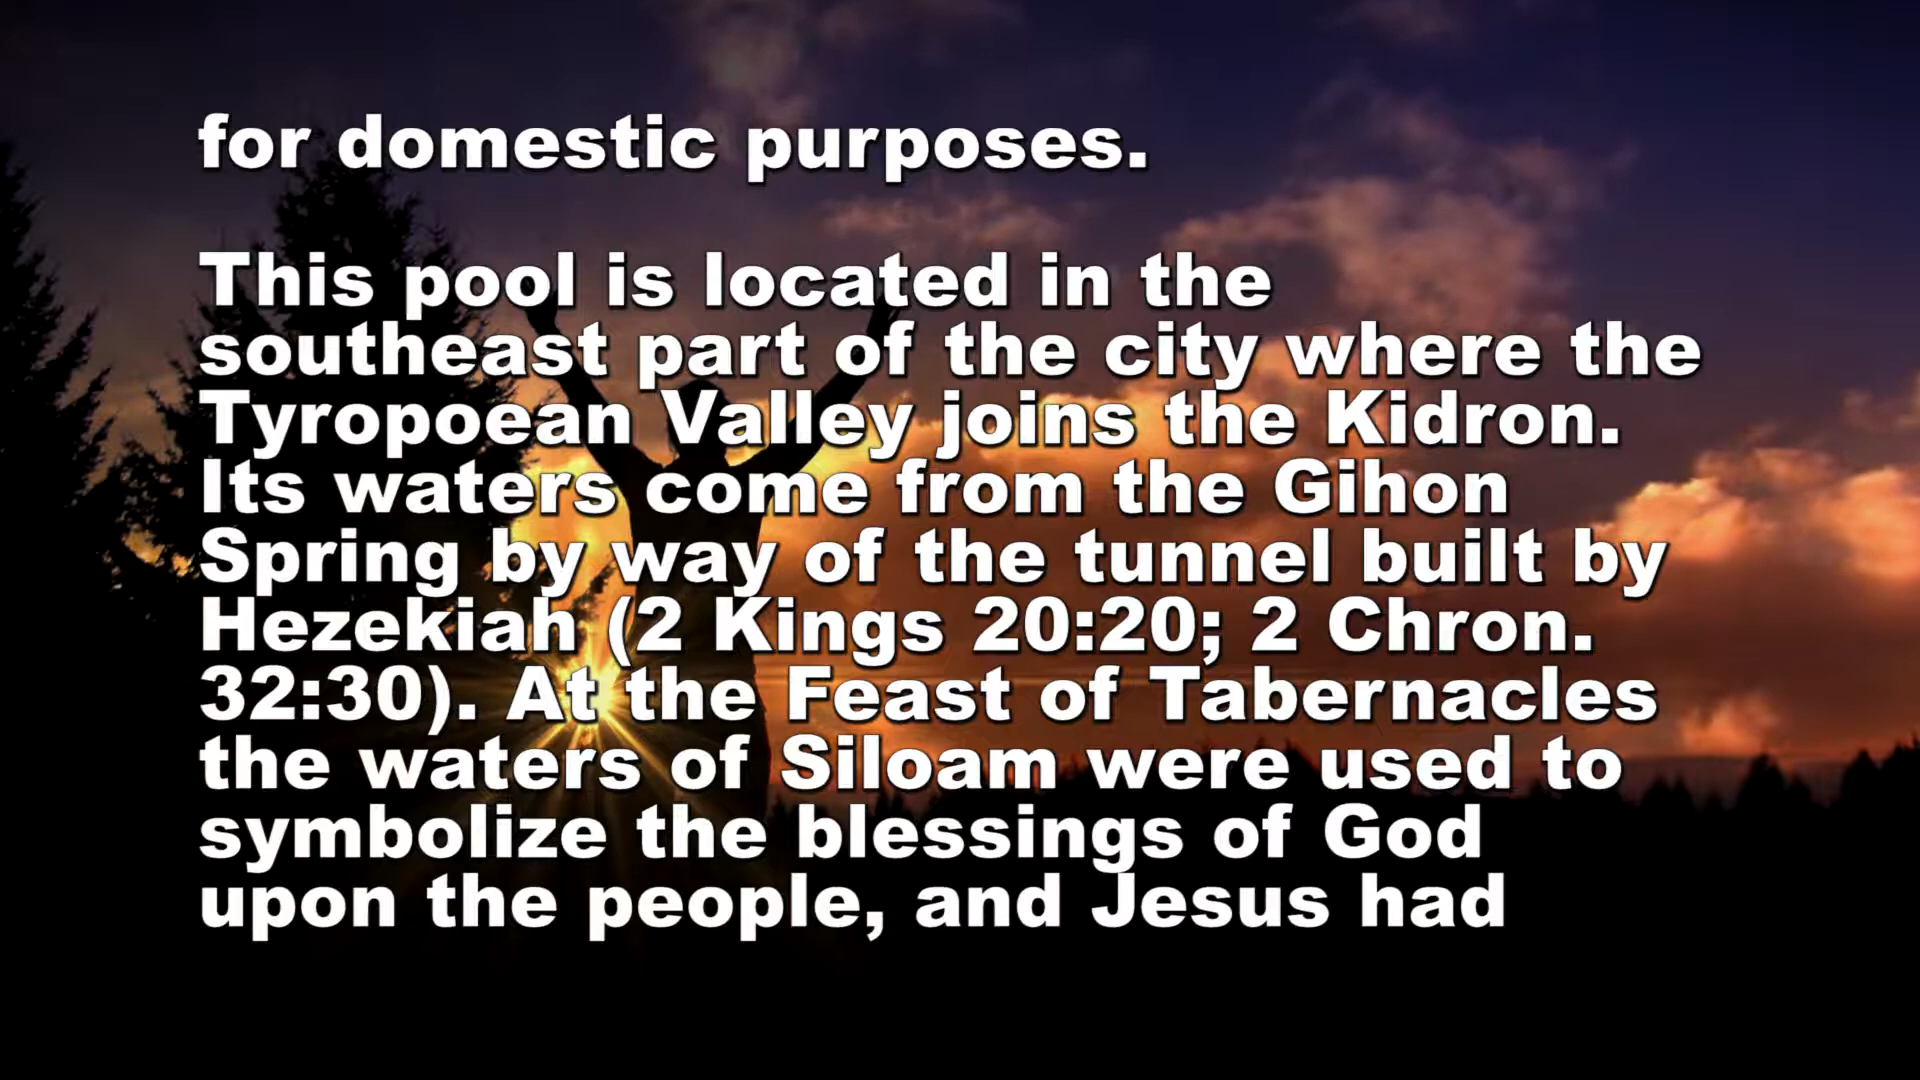 for domestic purposes.
This pool is located in the
southeast part of the city where the
Tyropoean Valley joins the Kidron.
Its waters come from the Gihon
Spring by way of the tunnel built by
Hezekiah (2 Kings 20:20; 2 Chron.
32:30). At the Feast of Tabernacles
the waters of Siloam were used to
symbolize the blessings of God
upon the people, and Jesus had